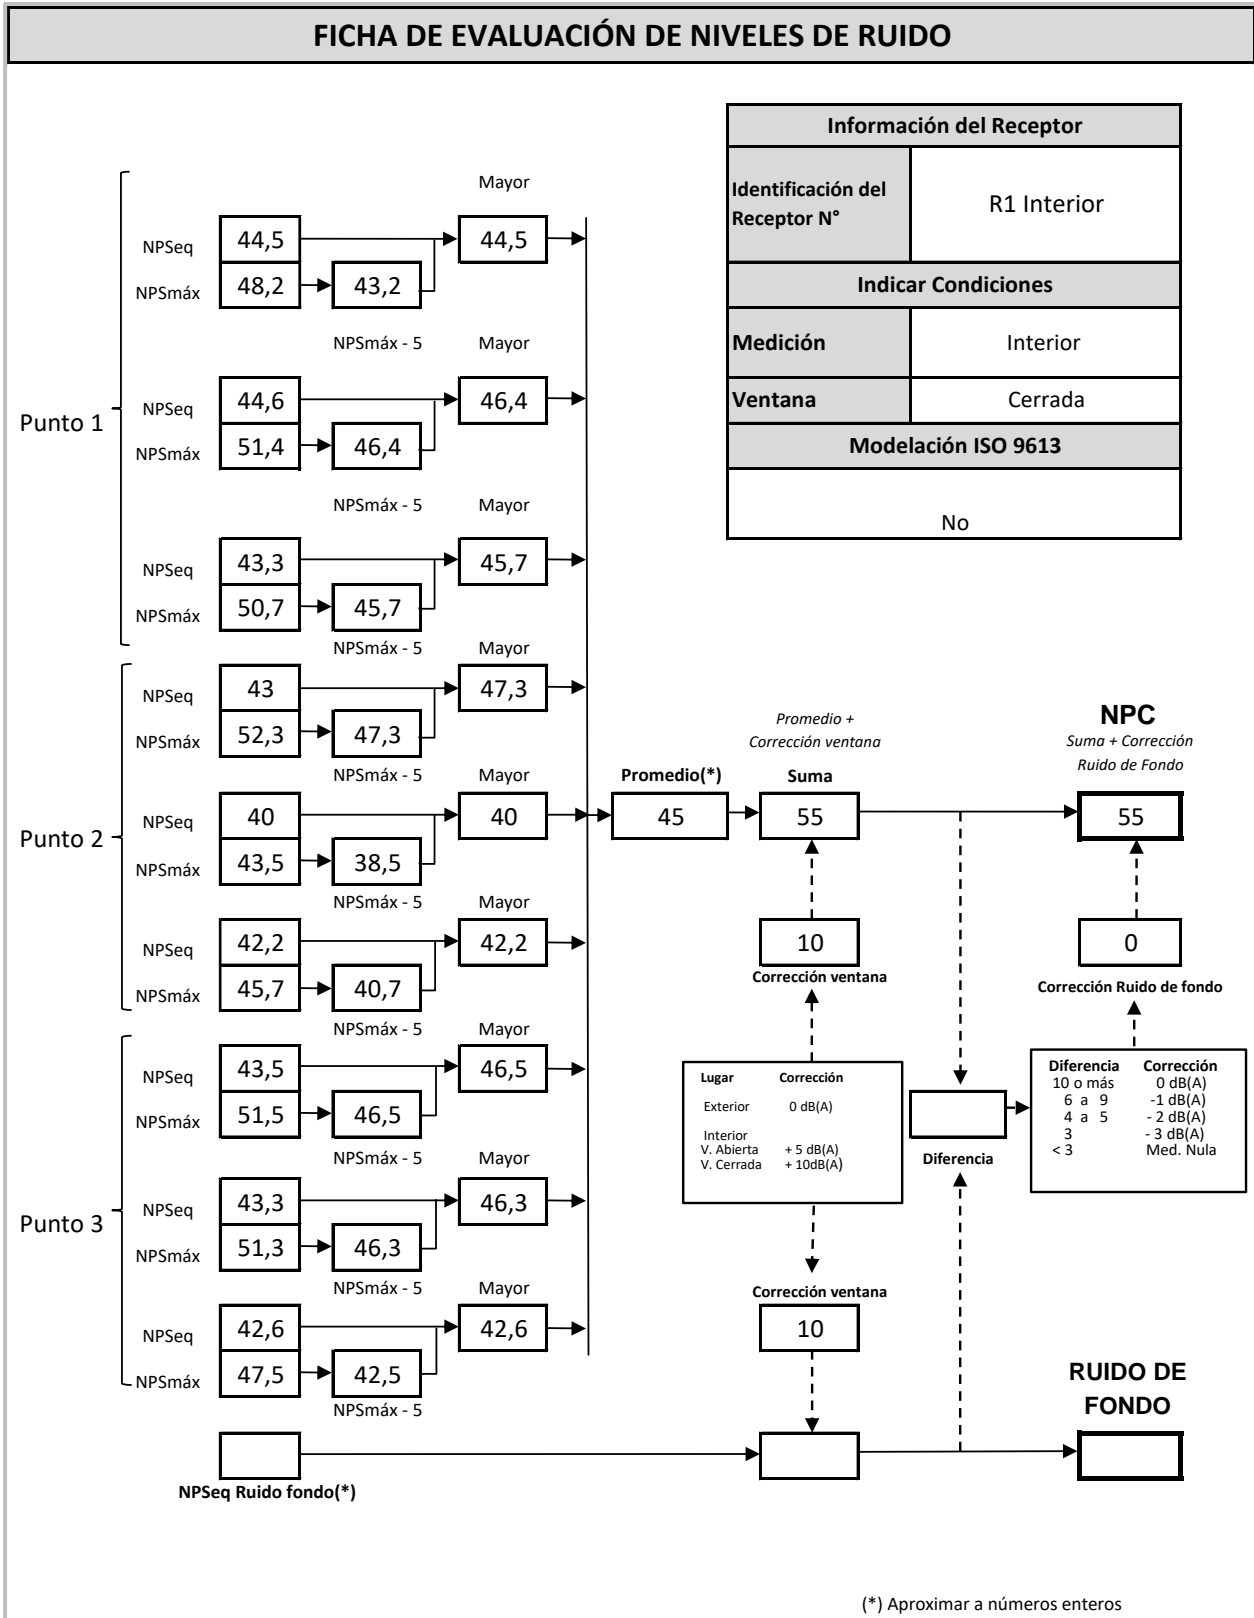 FICHA DE EVALUACIÓN DE NIVELES DE RUIDO
Información del Receptor
Identificación del
Receptor N°
R1 Interior
Indicar Condiciones
Medición
Interior
Ventana
Cerrada
Modelación ISO 9613
No
Punto 1
Mayor
NPSeq
44,5
44,5
NPSmáx
48,2
43,2
NPSmáx - 5
Mayor
NPSeq
44,6
46,4
NPSmáx
51,4
46,4
NPSmáx - 5
Mayor
NPSeq
43,3
45,7
NPSmáx
50,7
45,7
NPSmáx - 5
Punto 2
Mayor
NPSeq
43
47,3
NPSmáx
52,3
47,3
NPSmáx - 5
Mayor
NPSeq
40
40
NPSmáx
43,5
38,5
NPSmáx - 5
Mayor
NPSeq
42,2
42,2
NPSmáx
45,7
40,7
NPSmáx - 5
Punto 3
Mayor
NPSeq
43,5
46,5
NPSmáx
51,5
46,5
NPSmáx - 5
Mayor
NPSeq
43,3
46,3
NPSmáx
51,3
46,3
NPSmáx - 5
Mayor
NPSeq
42,6
42,6
NPSmáx
47,5
42,5
NPSmáx - 5
NPSeq Ruido fondo(*)
Promedio(*)
45
Promedio +
Corrección ventana
Suma
55
10
Corrección ventana
Lugar Corrección
Exterior 0 dB(A)
Interior
V. Abierta + 5 dB(A)
V. Cerrada + 10dB(A)
Corrección ventana
10
Diferencia
NPC
Suma + Corrección
Ruido de Fondo
55
0
Corrección Ruido de fondo
Diferencia Corrección
10 o más 0 dB(A)
6 a 9 -1 dB(A)
4 a 5 - 2 dB(A)
3 - 3 dB(A)
< 3 Med. Nula
RUIDO DE
FONDO
(*) Aproximar a números enteros